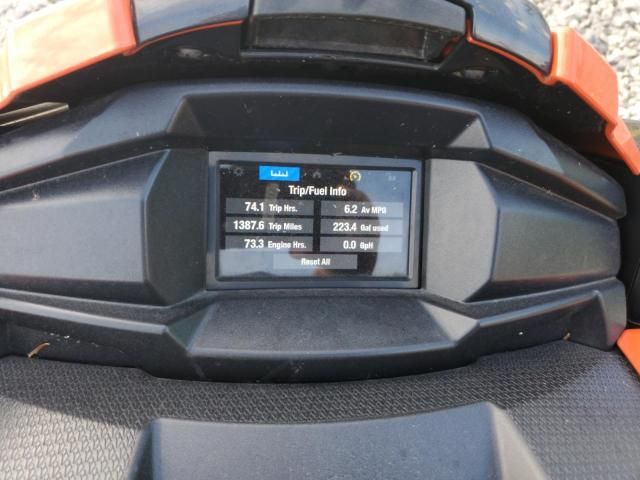 Trip/Fuel Info
74.1 Trip Hrs. 6.2 Av MPG
1387.6 Trip Miles 223.4 Gal used
73.3 Engine Hrs. 0.0 GpH
Reset All